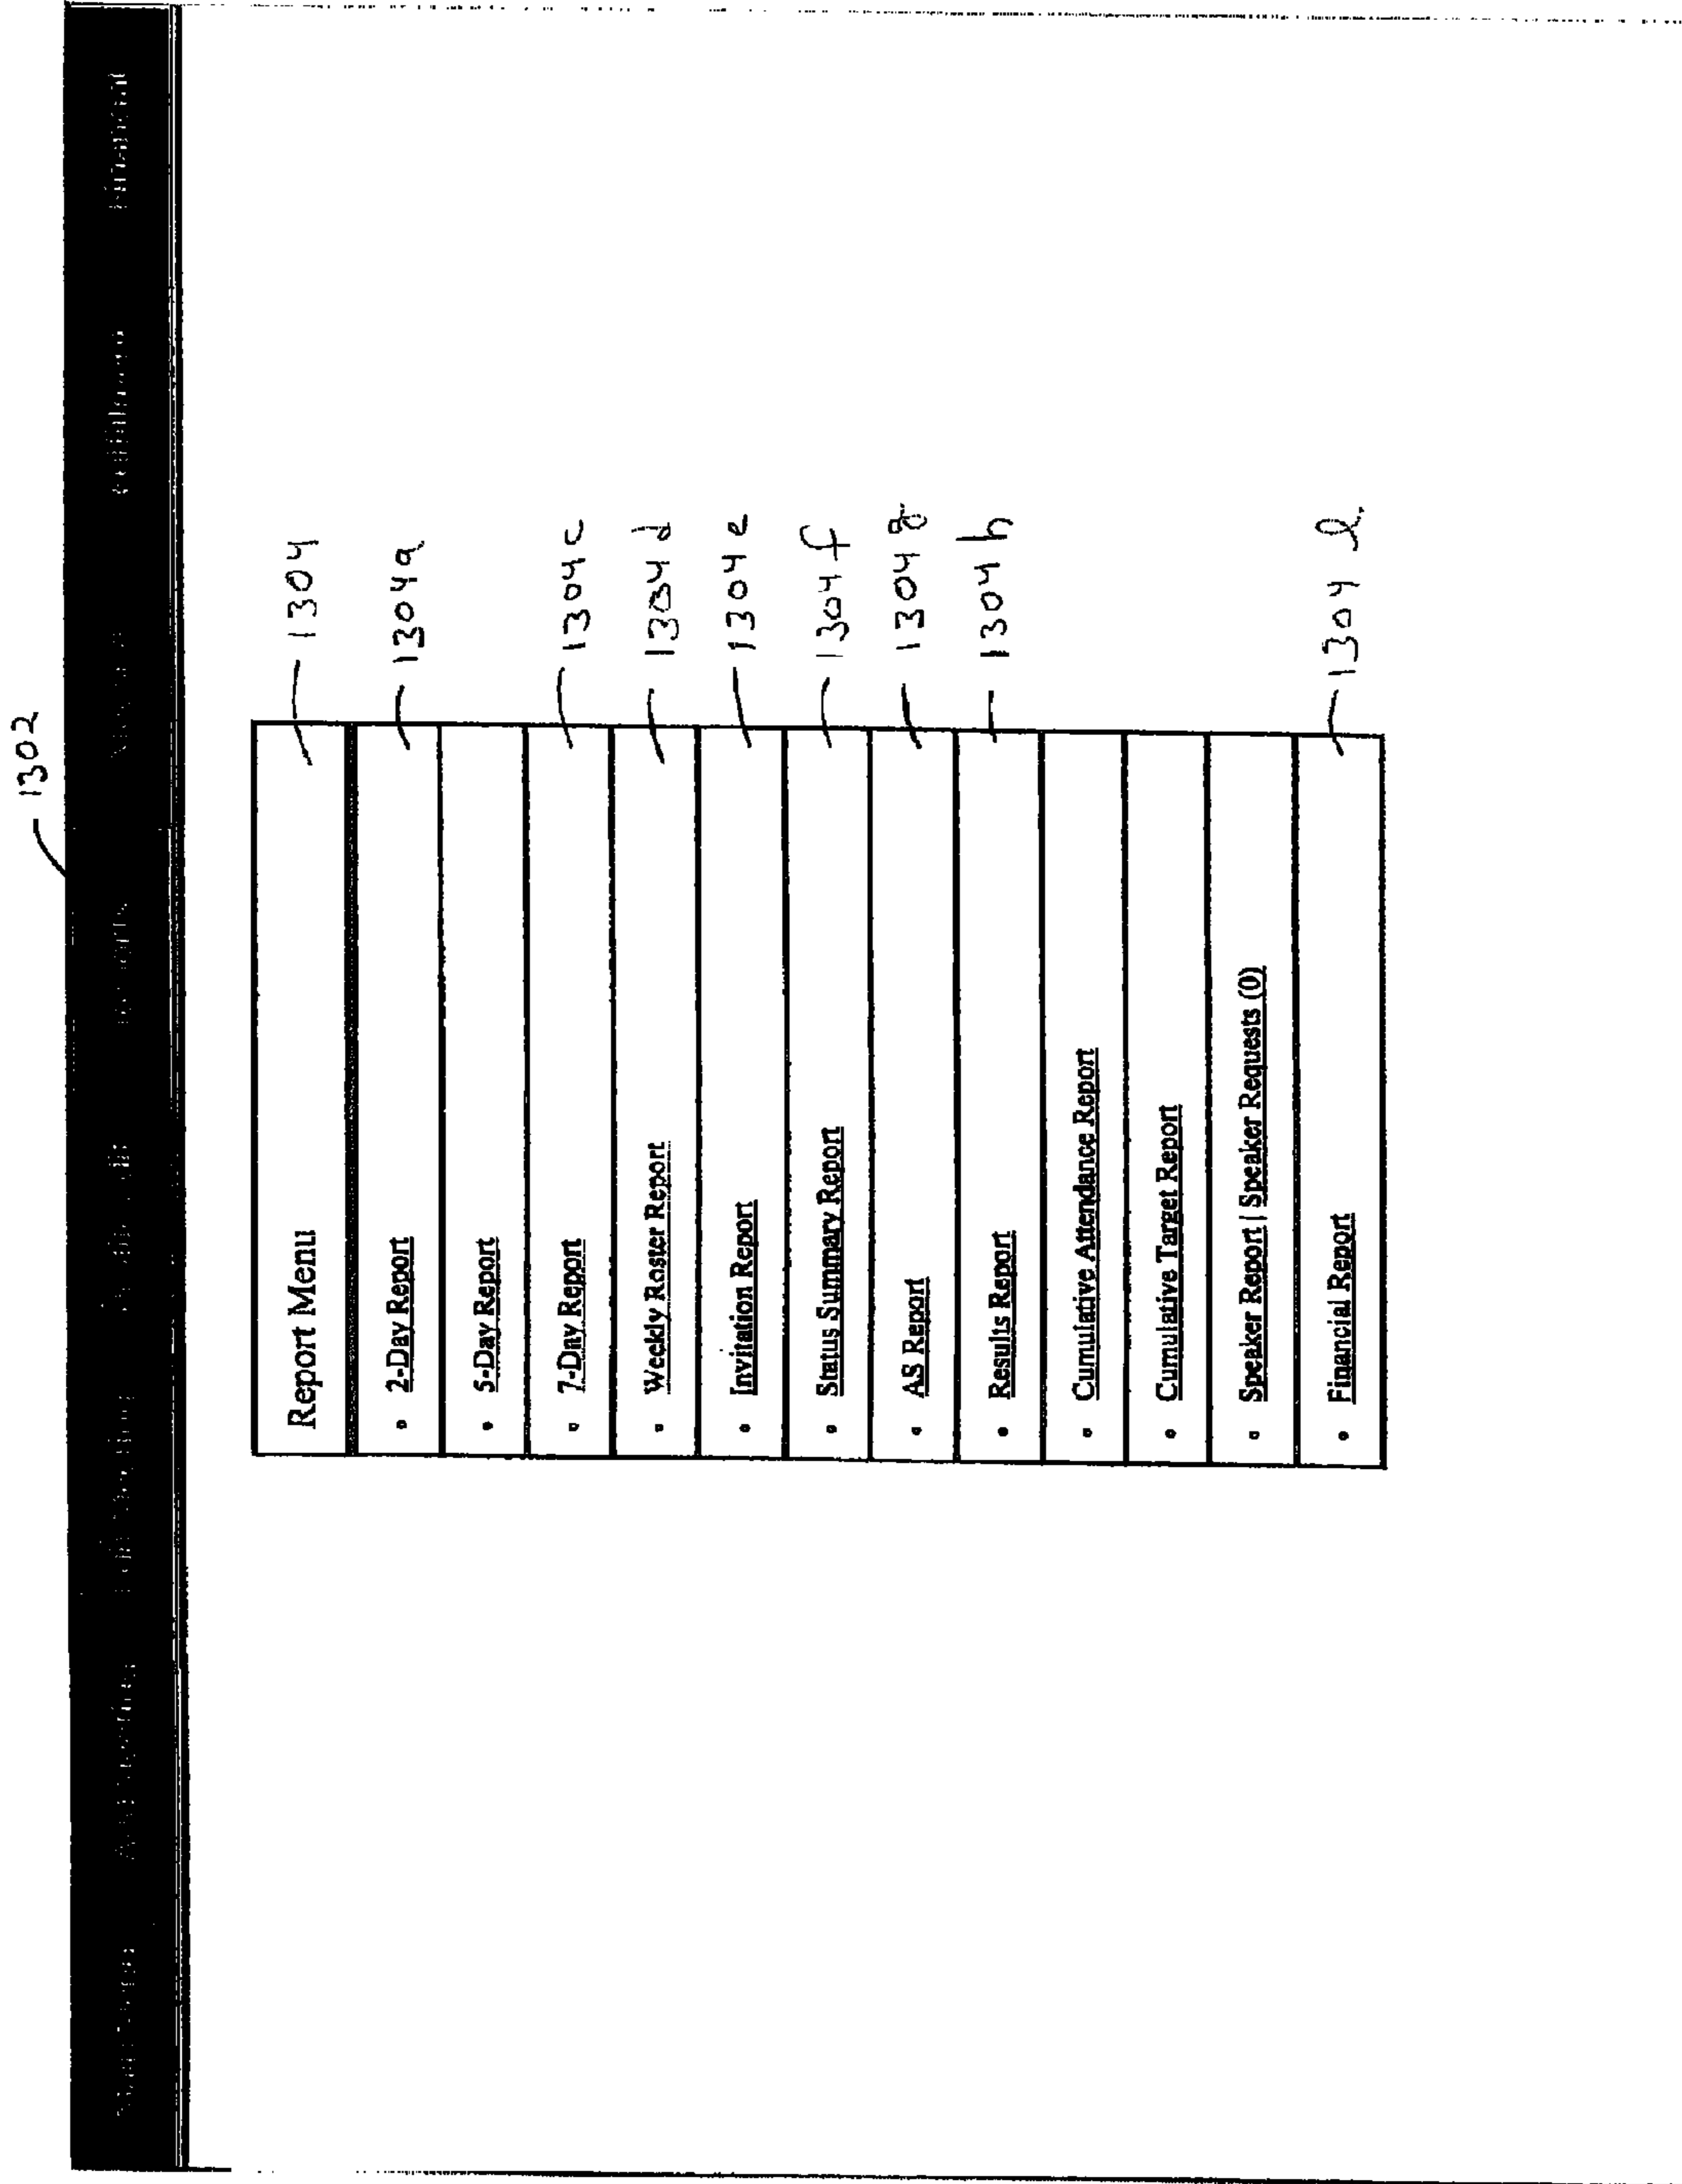 1302
Financial
Report Menu 1304
• 2-Day Report 1304a
• 5-Day Report
• 7-Day Report 1304c
• Weekly Roster Report 1304d
• Invitation Report 1304e
• Status Summary Report 1304f
• AS Report 1304g
• Results Report 1304h
• Cumulative Attendance Report
• Cumulative Target Report
• Speaker Report | Speaker Requests (0)
• Financial Report 1304l